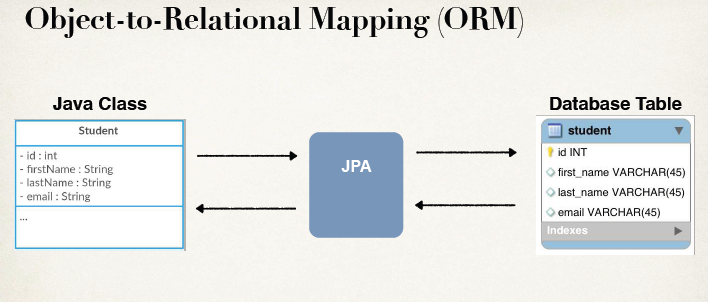 Object-to-Relational Mapping (ORM)
Java Class
Student
- id : int
- firstName : String
- lastName : String
- email : String
...
JPA
Database Table
student
id INT
first_name VARCHAR(45)
last_name VARCHAR(45)
email VARCHAR(45)
Indexes